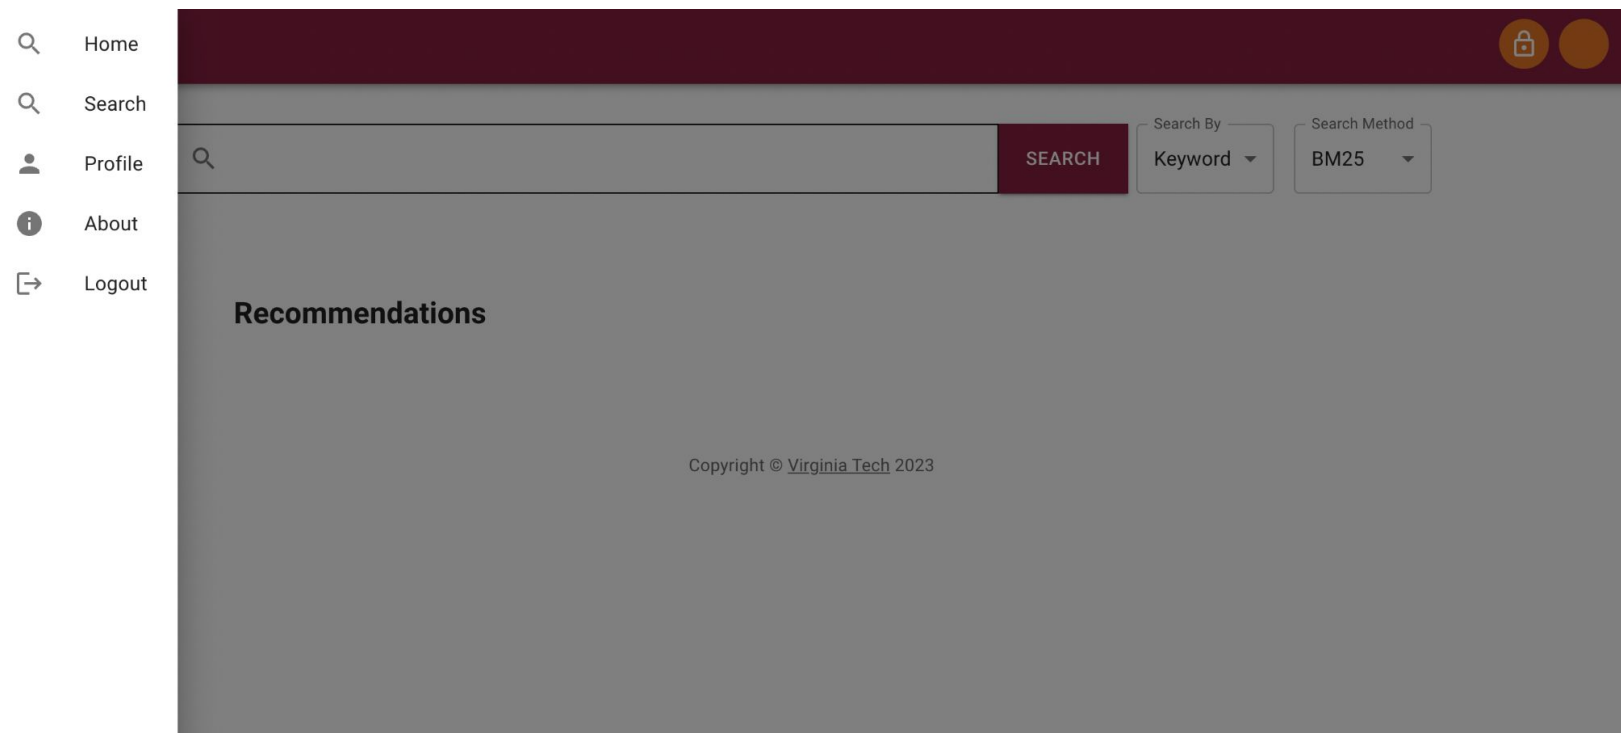 Home
Search
Profile
About
Logout
SEARCH
Search By
Keyword
Search Method
BM25
Recommendations
Copyright © Virginia Tech 2023